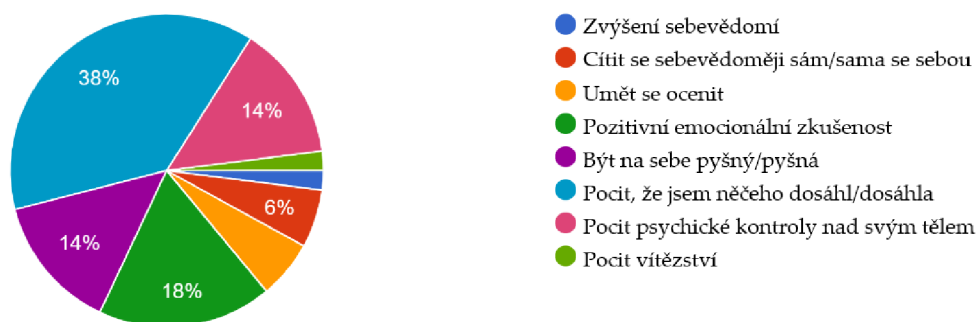 38%
14%
6%
18%
14%
Zvýšení sebevědomí
Cítit se sebevědoměji sám/sama se sebou
Umět se ocenit
Pozitivní emocionální zkušenost
Být na sebe pyšný/pyšná
Pocit, že jsem něčeho dosáhl/dosáhla
Pocit psychické kontroly nad svým tělem
Pocit vítězství